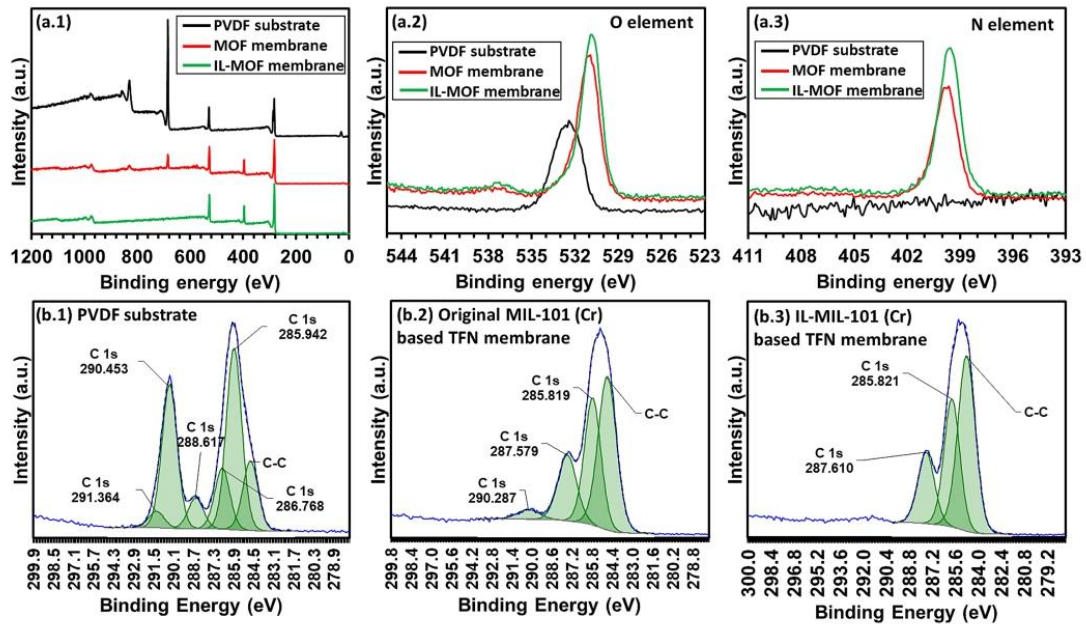 (a.1)
PVDF substrate
MOF membrane
IL-MOF membrane
Intensity (a.u.)
1200 1000 800 600 400 200 0
Binding energy (eV)
(a.2) O element
PVDF substrate
MOF membrane
IL-MOF membrane
Intensity (a.u.)
544 541 538 535 532 529 526 523
Binding energy (eV)
(a.3) N element
PVDF substrate
MOF membrane
IL-MOF membrane
Intensity (a.u.)
411 408 405 402 399 396 393
Binding energy (eV)
(b.1) PVDF substrate
C 1s
285.942
C 1s
290.453
C 1s
288.617
C-C
C 1s
291.364
C 1s
286.768
Intensity (a.u.)
299.9 298.5 297.1 295.7 294.3 292.9 291.5 290.1 288.7 287.3 285.9 284.5 283.1 281.7 280.3 278.9
Binding Energy (eV)
(b.2) Original MIL-101 (Cr)
based TFN membrane
C 1s
285.819
C-C
C 1s
287.579
C 1s
290.287
Intensity (a.u.)
299.8 298.4 297.0 295.6 294.2 292.8 291.4 290.0 288.6 287.2 285.8 284.4 283.0 281.6 280.2 278.8
Binding Energy (eV)
(b.3) IL-MIL-101 (Cr)
based TFN membrane
C 1s
285.821
C-C
C 1s
287.610
Intensity (a.u.)
300.0 298.4 296.8 295.2 293.6 292.0 290.4 288.8 287.2 285.6 284.0 282.4 280.8 279.2
Binding Energy (eV)